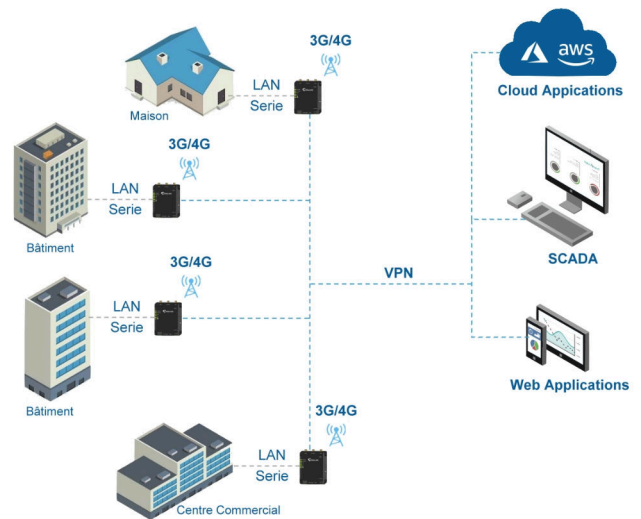 3G/4G
LAN
Serie
Maison
3G/4G
LAN
Serie
Bâtiment
3G/4G
LAN
Serie
Bâtiment
3G/4G
LAN
Serie
Centre Commercial
VPN
aws
Cloud Appications
SCADA
Web Applications